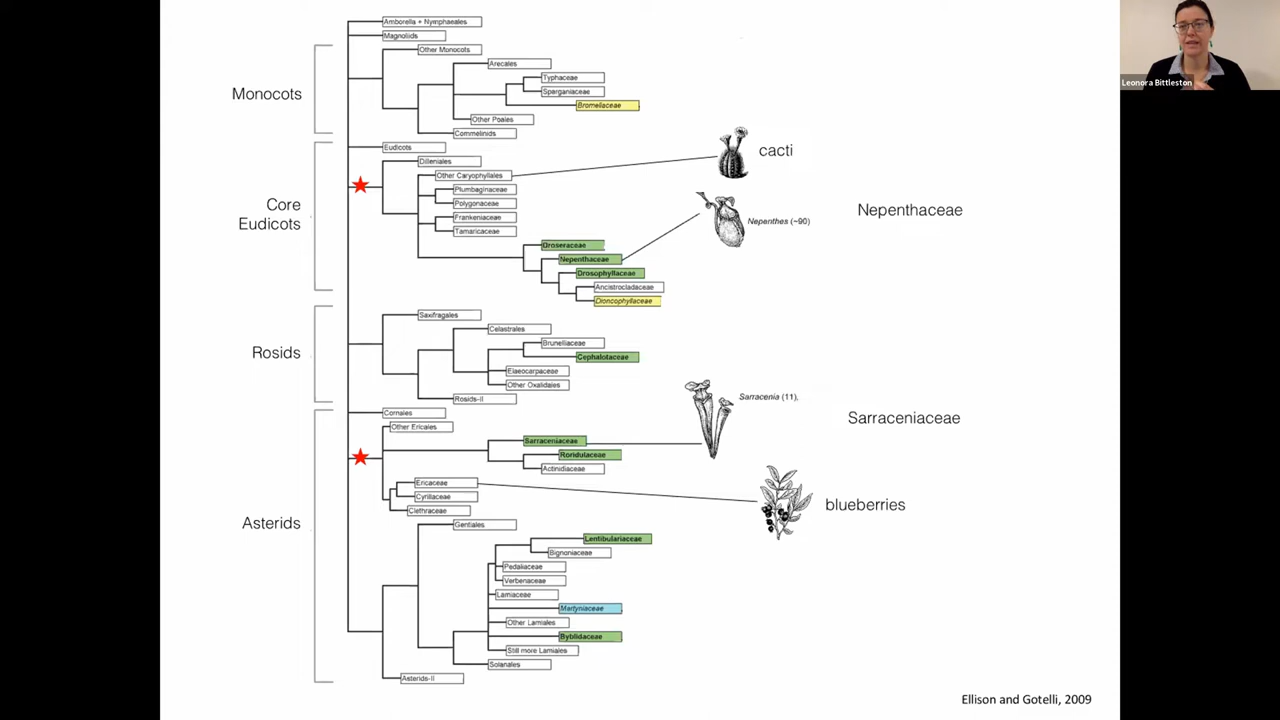 Amborella + Nymphaeales
Magnoliids
Other Monocots
Arecales
Typhaceae
Sparganiaceae
Bromeliaceae
Other Poales
Commelinids
Monocots
Eudicots
Dilleniales
Other Caryophyllales
Plumbaginaceae
Polygonaceae
Frankeniaceae
Tamaricaceae
Droseraceae
Nepenthaceae
Drosophyllaceae
Ancistrocladaceae
Dioncophyllaceae
Core
Eudicots
cacti
Nepenthes (~90)
Nepenthaceae
Saxifragales
Celastrales
Brunelliaceae
Cephalotaceae
Elaeocarpaceae
Other Oxalidales
Rosids-II
Rosids
Cornales
Other Ericales
Sarraceniaceae
Roridulaceae
Actinidiaceae
Sarracenia (11),
Sarraceniaceae
Ericaceae
Cyrillaceae
Clethraceae
blueberries
Asterids
Gentiales
Lentibulariaceae
Bignoniaceae
Pedaliaceae
Verbenaceae
Lamiaceae
Martyniaceae
Other Lamiales
Byblidaceae
Still more Lamiales
Solanales
Asterids-II
Ellison and Gotelli, 2009
Leonora Bittleston